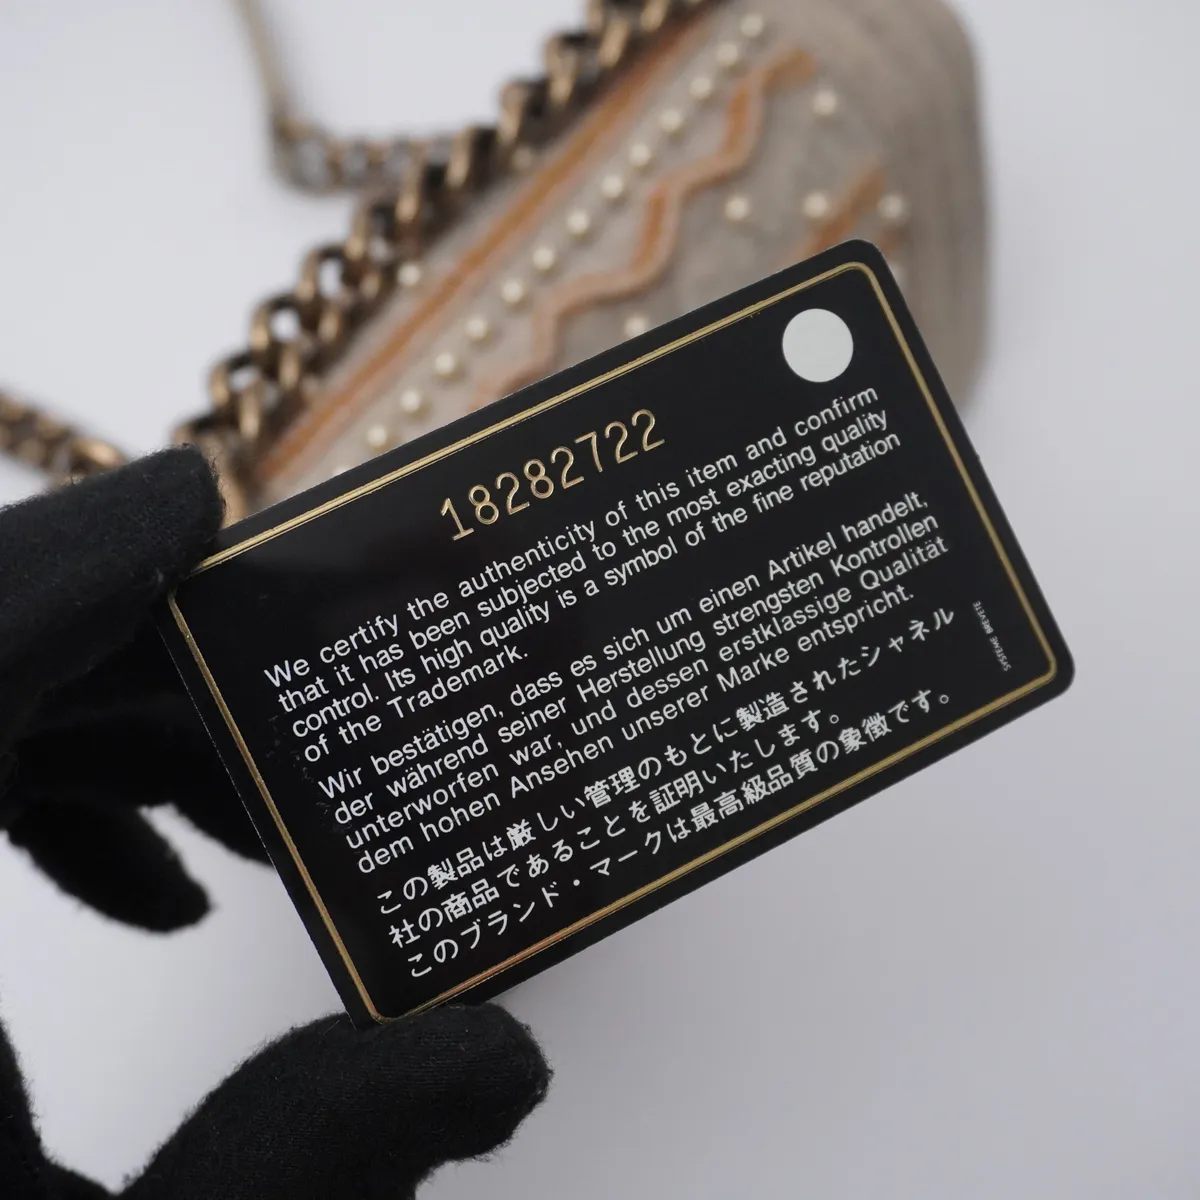 18282722
We certify the authenticity of this item and confirm
that it has been subjected to the most exacting quality
control. Its high quality is a symbol of the fine reputation
of the Trademark.
Wir bestätigen, dass es sich um einen Artikel handelt,
der während seiner Herstellung strengsten Kontrollen
unterworfen war, und dessen erstklassige Qualität
dem hohen Ansehen unserer Marke entspricht.
この製品は厳しい管理のもとに製造されたシャネル
社の商品であることを証明いたします。
このブランド・マークは最高級品質の象徴です。
SYSTEME BREVETE